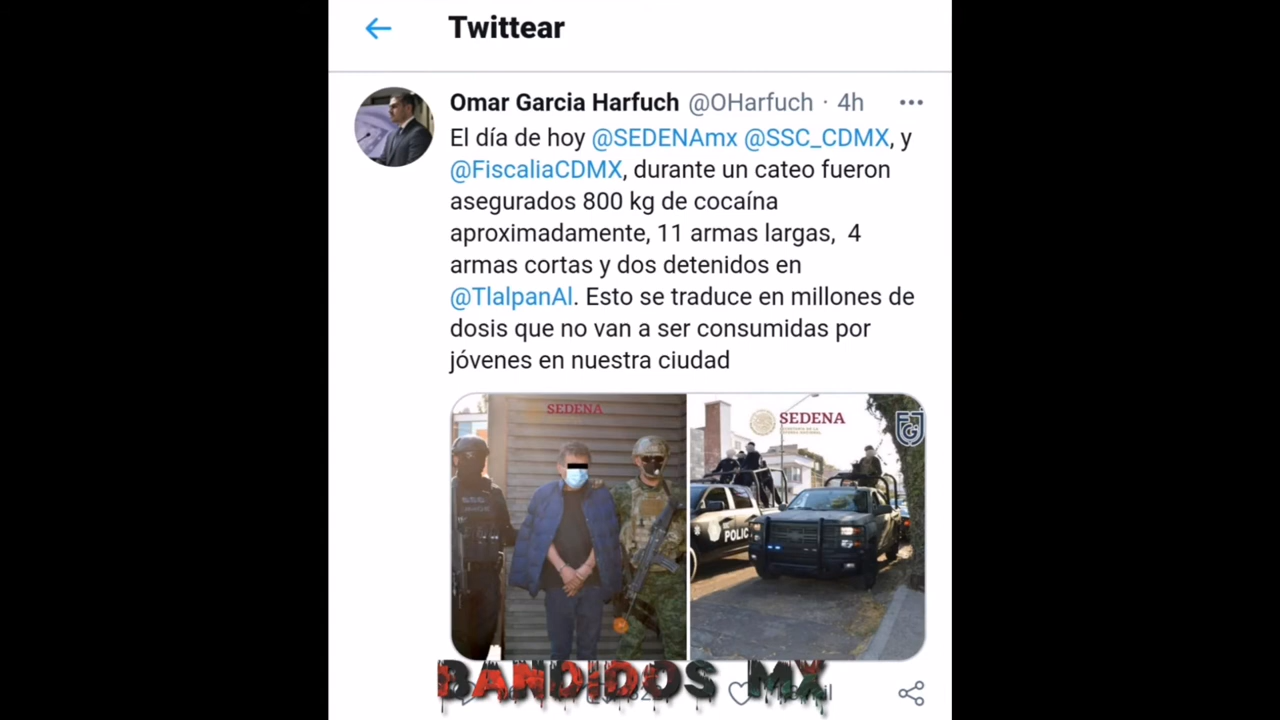 Twittear
Omar Garcia Harfuch @OHarfuch · 4h
El día de hoy @SEDENAmx @SSC_CDMX, y
@FiscaliaCDMX, durante un cateo fueron
asegurados 800 kg de cocaína
aproximadamente, 11 armas largas, 4
armas cortas y dos detenidos en
@TlalpanAl. Esto se traduce en millones de
dosis que no van a ser consumidas por
jóvenes en nuestra ciudad
SEDENA
SEDENA
POLIC
BANDIDOS MX